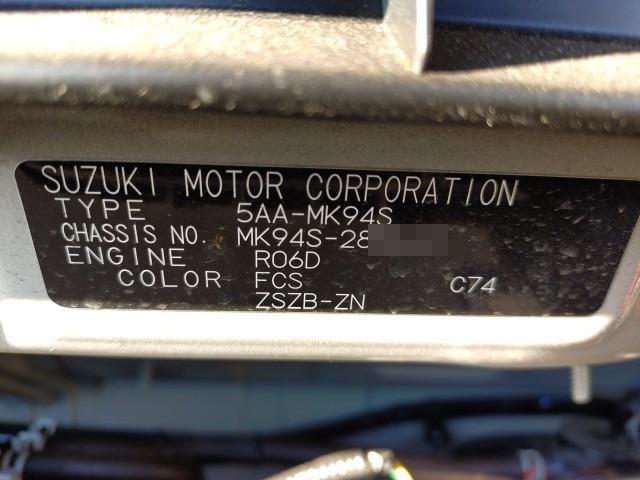 SUZUKI MOTOR CORPORATION
TYPE 5AA-MK94S
CHASSIS NO. MK94S-28
ENGINE R06D
COLOR FCS C74
ZSZB-ZN